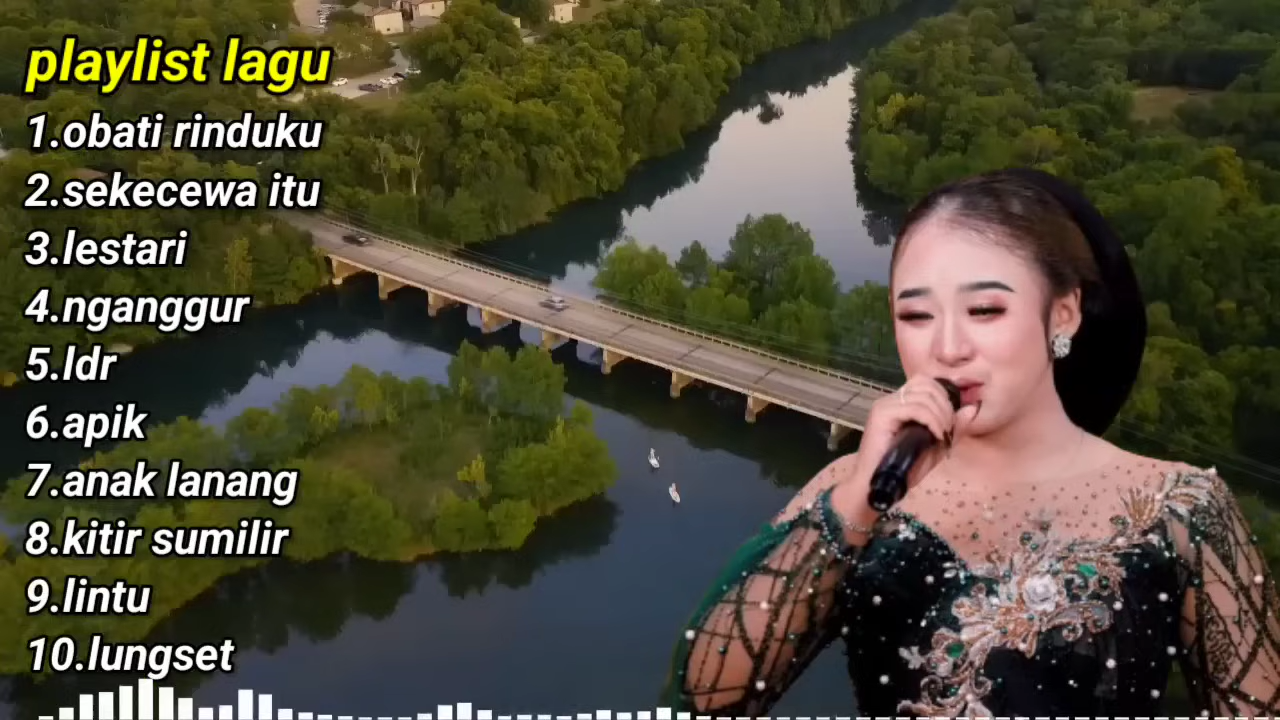 playlist lagu
1.obati rinduku
2.sekecewa itu
3.lestari
4.nganggur
5.ldr
6.apik
7.anak lanang
8.kitir sumilir
9.lintu
10.lungset